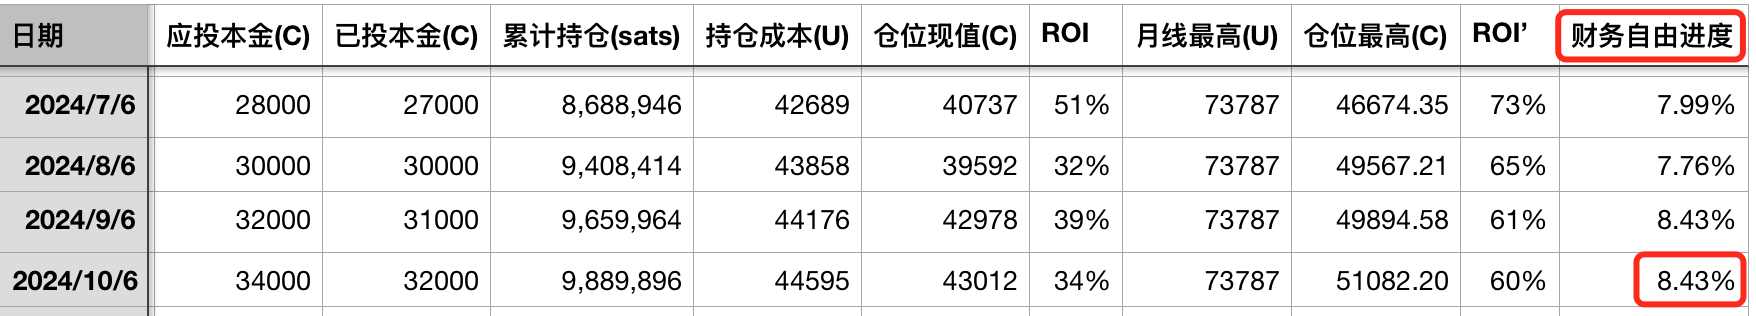 日期 应投本金(C) 已投本金(C) 累计持仓(sats) 持仓成本(U) 仓位现值(C) ROI 月线最高(U) 仓位最高(C) ROI’ 财务自由进度
2024/7/6 28000 27000 8,688,946 42689 40737 51% 73787 46674.35 73% 7.99%
2024/8/6 30000 30000 9,408,414 43858 39592 32% 73787 49567.21 65% 7.76%
2024/9/6 32000 31000 9,659,964 44176 42978 39% 73787 49894.58 61% 8.43%
2024/10/6 34000 32000 9,889,896 44595 43012 34% 73787 51082.20 60% 8.43%